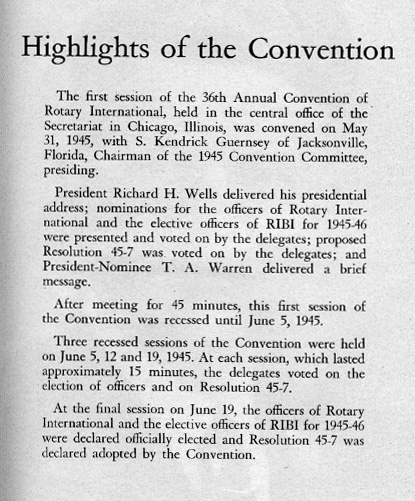 Highlights of the Convention
The first session of the 36th Annual Convention of
Rotary International, held in the central office of the
Secretariat in Chicago, Illinois, was convened on May
31, 1945, with S. Kendrick Guernsey of Jacksonville,
Florida, Chairman of the 1945 Convention Committee,
presiding.
President Richard H. Wells delivered his presidential
address; nominations for the officers of Rotary Inter-
national and the elective officers of RIBI for 1945-46
were presented and voted on by the delegates; proposed
Resolution 45-7 was voted on by the delegates; and
President-Nominee T. A. Warren delivered a brief
message.
After meeting for 45 minutes, this first session of
the Convention was recessed until June 5, 1945.
Three recessed sessions of the Convention were held
on June 5, 12 and 19, 1945. At each session, which lasted
approximately 15 minutes, the delegates voted on the
election of officers and on Resolution 45-7.
At the final session on June 19, the officers of Rotary
International and the elective officers of RIBI for 1945-46
were declared officially elected and Resolution 45-7 was
declared adopted by the Convention.